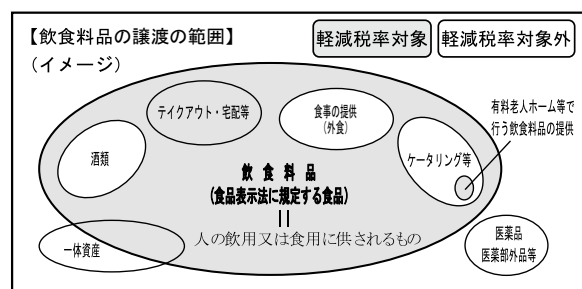 【飲食料品の譲渡の範囲】
(イメージ)
軽減税率対象
軽減税率対象外
テイクアウト・宅配等
食事の提供
(外食)
有料老人ホーム等で
行う飲食料品の提供
酒類
ケータリング等
飲食料品
(食品表示法に規定する食品)
||
人の飲用又は食用に供されるもの
一体資産
医薬品
医薬部外品等